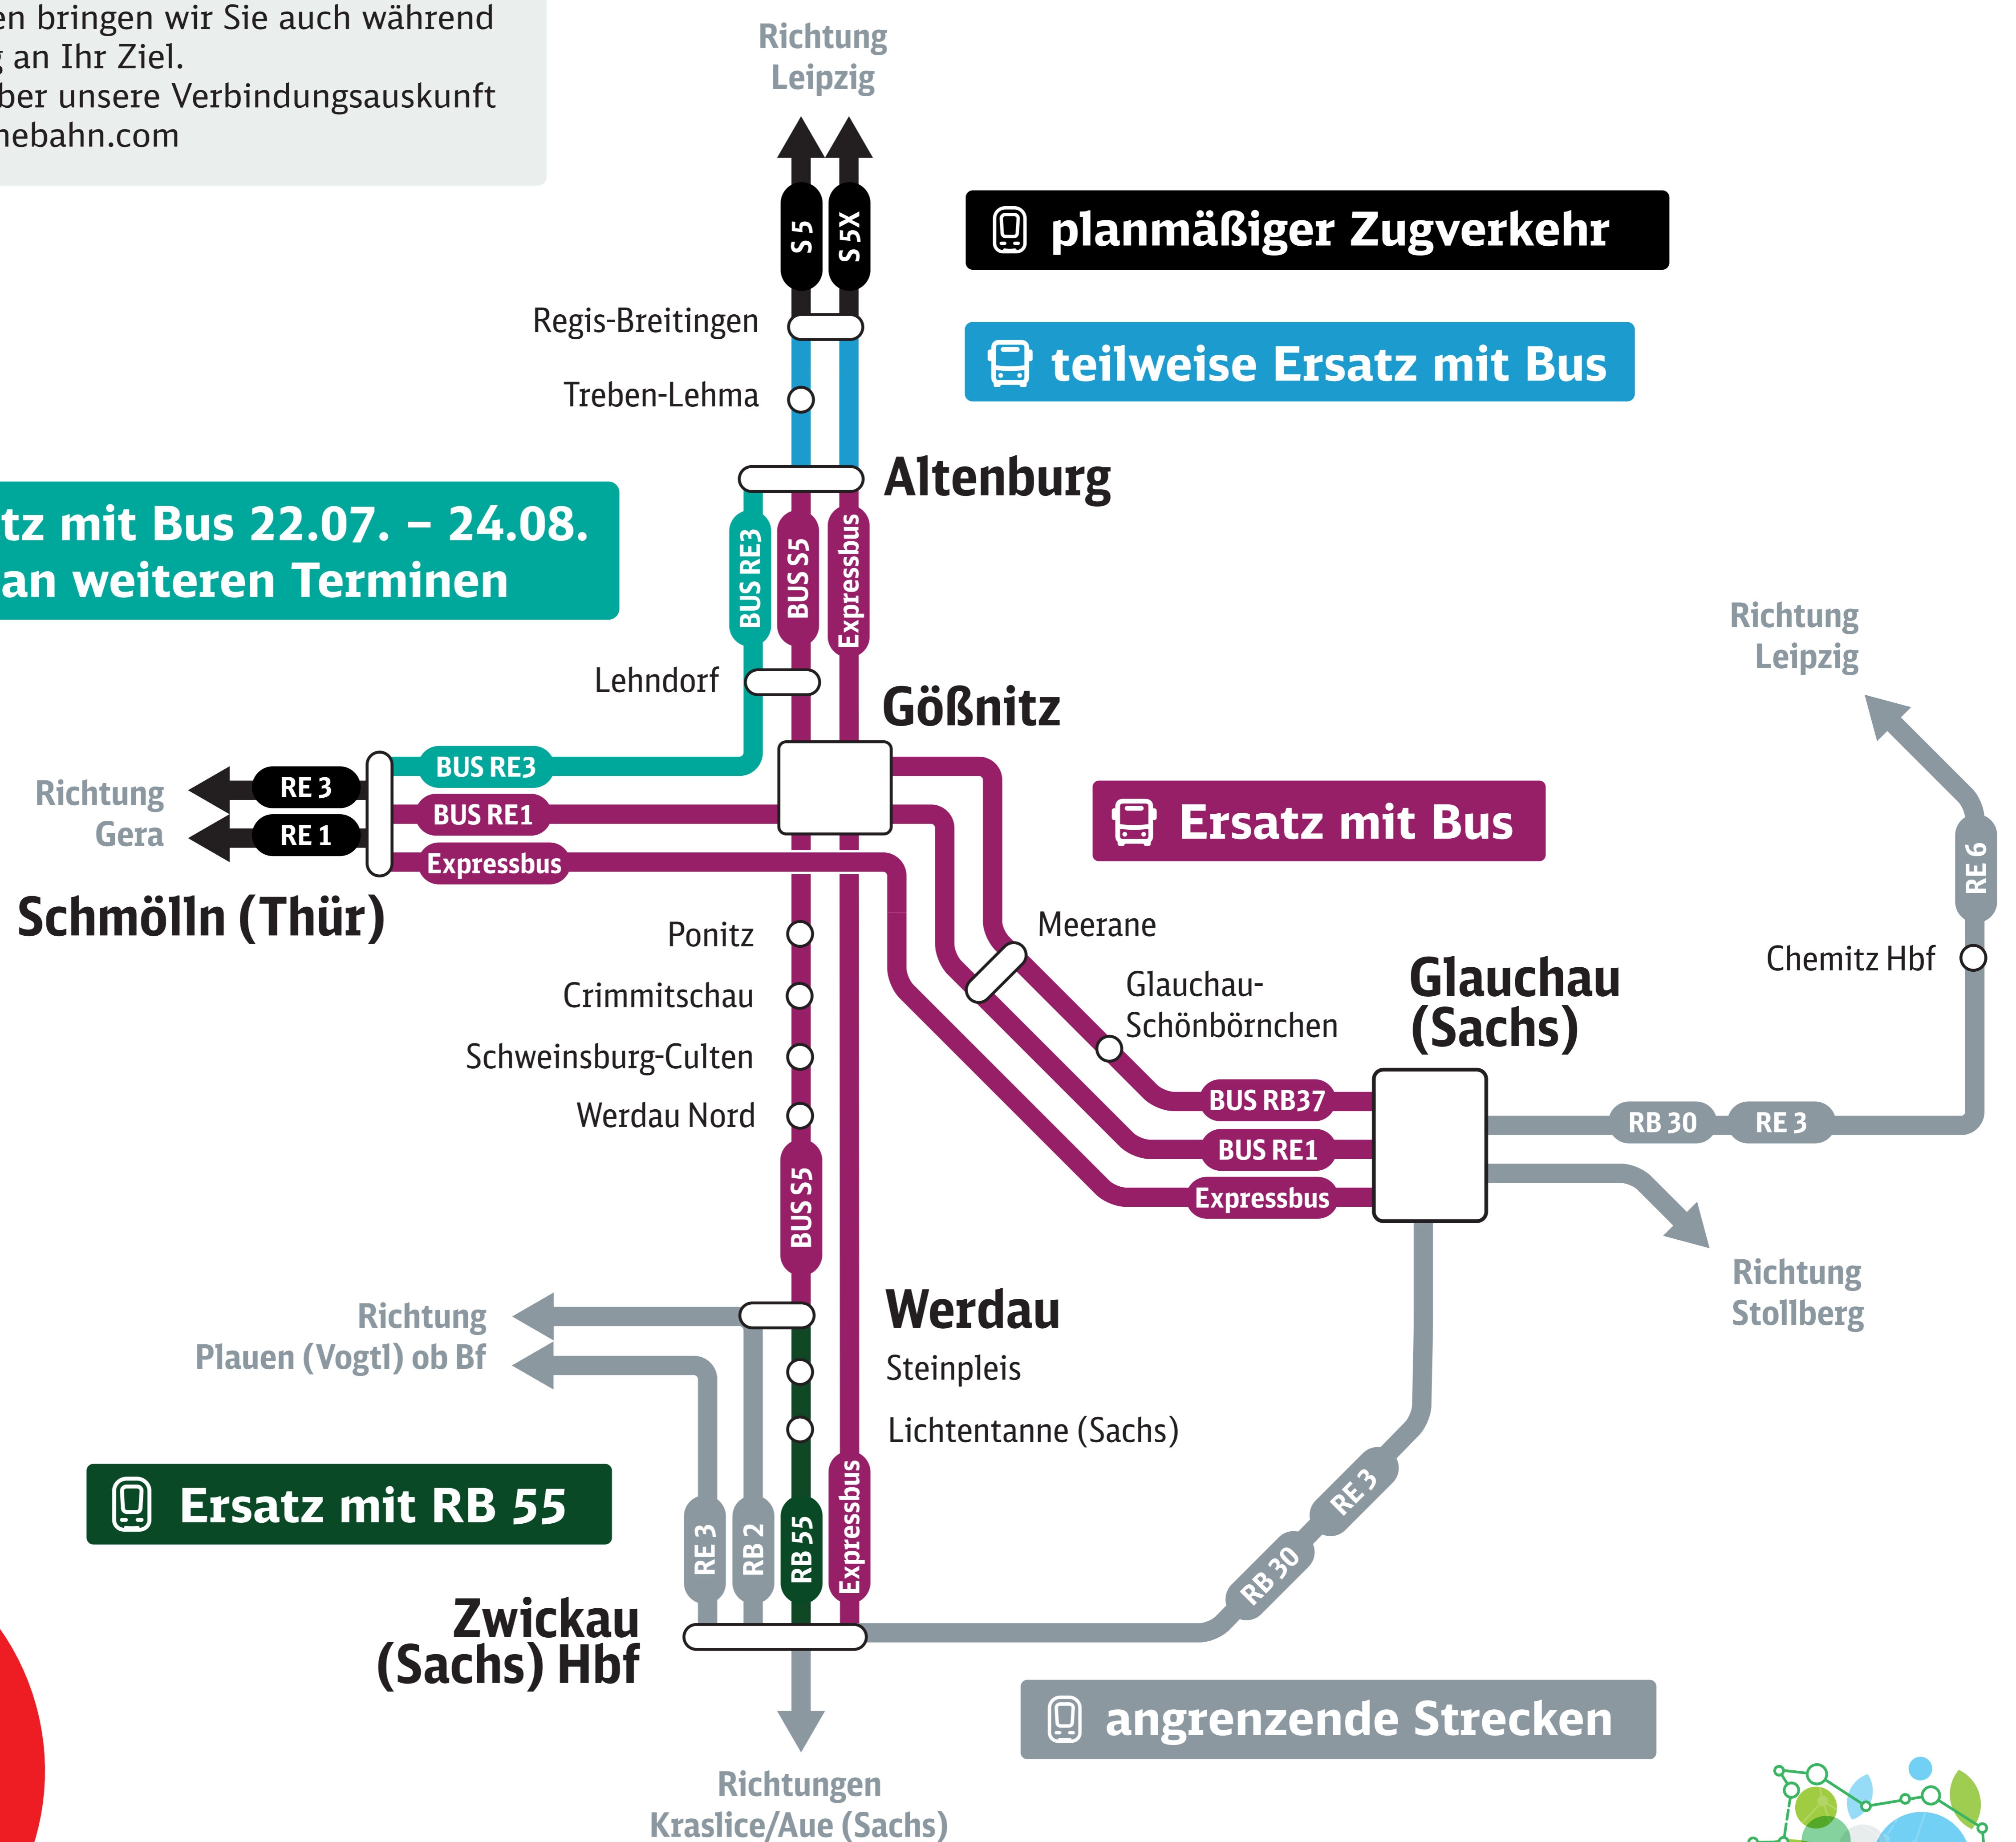 en bringen wir Sie auch während
g an Ihr Ziel.
ber unsere Verbindungsauskunft
nebahn.com
Richtung
Leipzig
S 5
S 5X
planmäßiger Zugverkehr
Regis-Breitingen
teilweise Ersatz mit Bus
Treben-Lehma
Altenburg
tz mit Bus 22.07. – 24.08.
an weiteren Terminen
BUS RE3
BUS S5
Expressbus
Richtung
Leipzig
Lehndorf
Gößnitz
Richtung
Gera
RE 3
RE 1
BUS RE3
BUS RE1
Expressbus
Ersatz mit Bus
RE 6
Schmölln (Thür)
Ponitz
Meerane
Chemitz Hbf
Crimmitschau
Glauchau-
Schönbörnchen
Glauchau
(Sachs)
Schweinsburg-Culten
Werdau Nord
BUS RB37
BUS RE1
Expressbus
RB 30
RE 3
BUS S5
Richtung
Stollberg
Richtung
Plauen (Vogtl) ob Bf
Werdau
Steinpleis
Lichtentanne (Sachs)
Ersatz mit RB 55
RE 3
RB 2
RB 55
Expressbus
RE 3
RB 30
Zwickau
(Sachs) Hbf
angrenzende Strecken
Richtungen
Kraslice/Aue (Sachs)